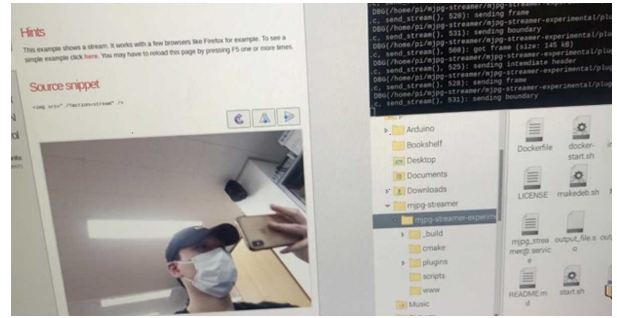 Hints
This example shows a stream. It works with a few browsers like Firefox for example. To see a
simple example click here. You may have to reload this page by pressing F5 one or more times.
Source snippet
<img src="./?action=stream" />
DBG(/home/pi/mjpg-streamer/mjpg-streamer-experimental/plu
.c, send_stream(), 528): sending frame
DBG(/home/pi/mjpg-streamer/mjpg-streamer-experimental/plu
.c, send_stream(), 531): sending boundary
DBG(/home/pi/mjpg-streamer/mjpg-streamer-experimental/plu
.c, send_stream(), 508): got frame (size: 145 kB)
DBG(/home/pi/mjpg-streamer/mjpg-streamer-experimental/plu
.c, send_stream(), 525): sending intemdiate header
DBG(/home/pi/mjpg-streamer/mjpg-streamer-experimental/plu
.c, send_stream(), 528): sending frame
DBG(/home/pi/mjpg-streamer/mjpg-streamer-experimental/plu
.c, send_stream(), 531): sending boundary
Arduino
Bookshelf
Desktop
Documents
Downloads
mjpg-streamer
mjpg-streamer-experim
_build
cmake
plugins
scripts
www
Music
Dockerfile
docker-
start.sh
LICENSE
makedeb.sh
mjpg_strea
mer@.servic
e
output_file.s
o
out
README.m
d
start.sh